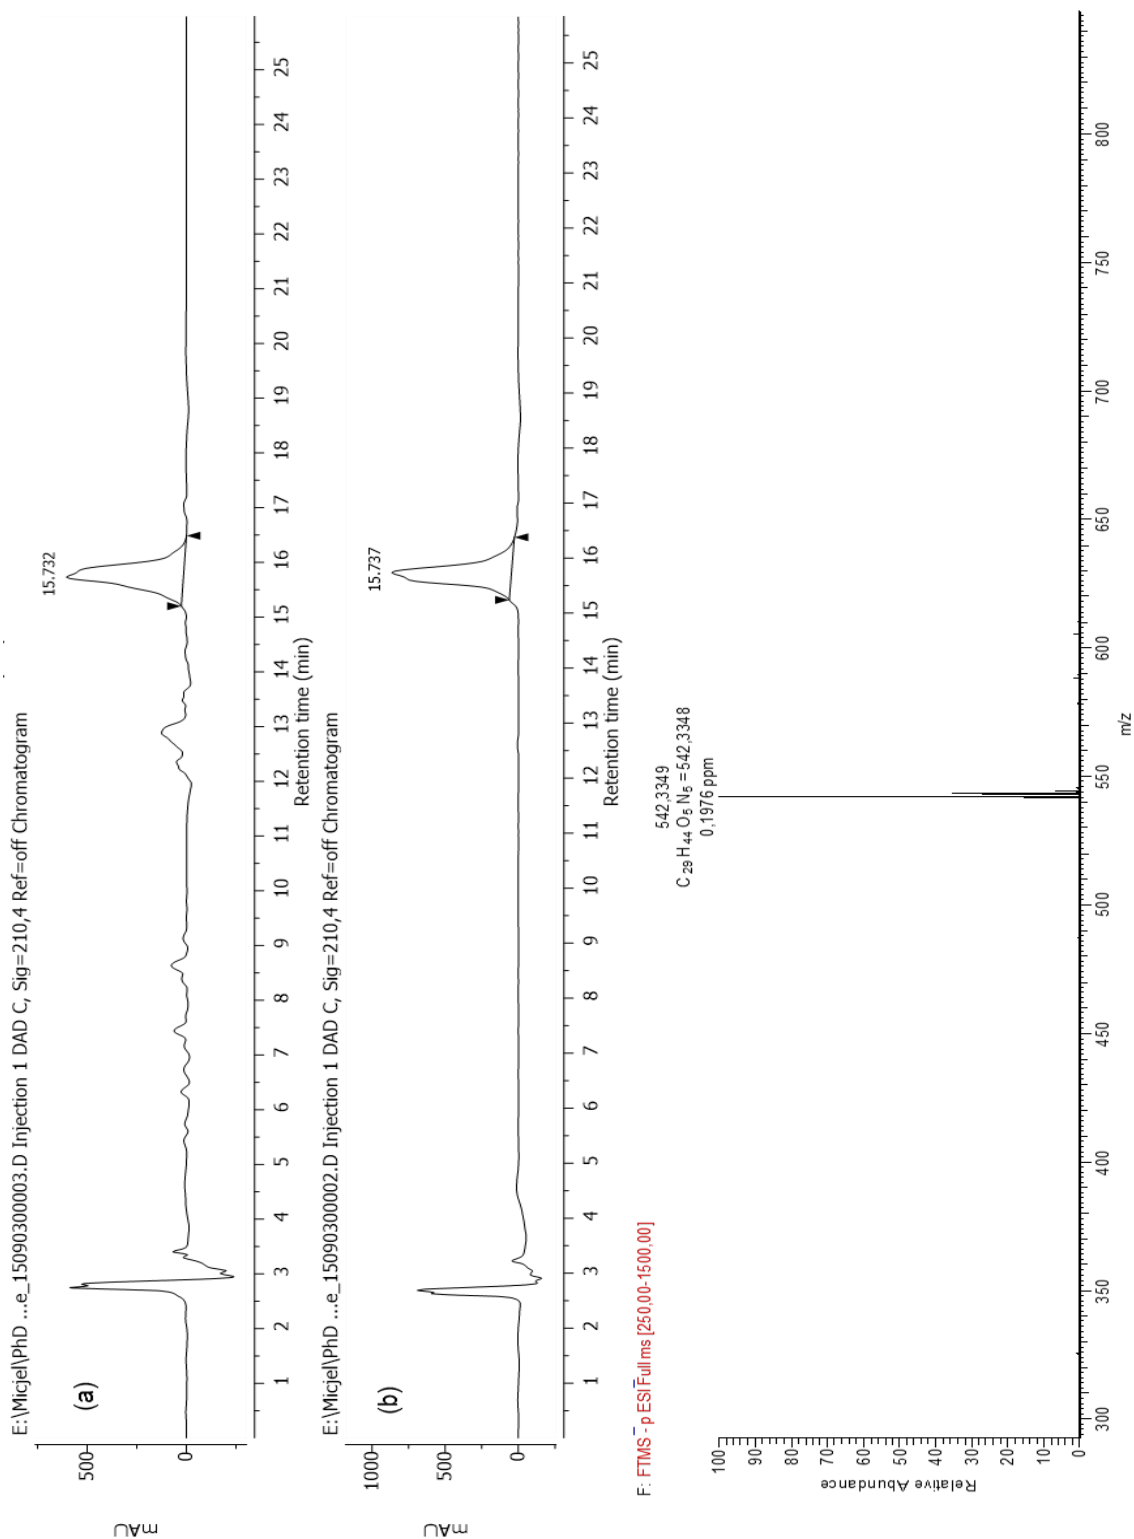 E:\Micjel\PhD ...e_15090300003.D Injection 1 DAD C, Sig=210,4 Ref=off Chromatogram
(a)
mAU
500
0
15.732
1 2 3 4 5 6 7 8 9 10 11 12 13 14 15 16 17 18 19 20 21 22 23 24 25
Retention time (min)
E:\Micjel\PhD ...e_15090300002.D Injection 1 DAD C, Sig=210,4 Ref=off Chromatogram
(b)
mAU
1000
500
0
15.737
1 2 3 4 5 6 7 8 9 10 11 12 13 14 15 16 17 18 19 20 21 22 23 24 25
Retention time (min)
F: FTMS - p ESI Full ms [250,00-1500,00]
542,3349
C29 H44 O5 N5 = 542,3348
0,1976 ppm
Relative Abundance
100
90
80
70
60
50
40
30
20
10
0
300 350 400 450 500 550 600 650 700 750 800
m/z